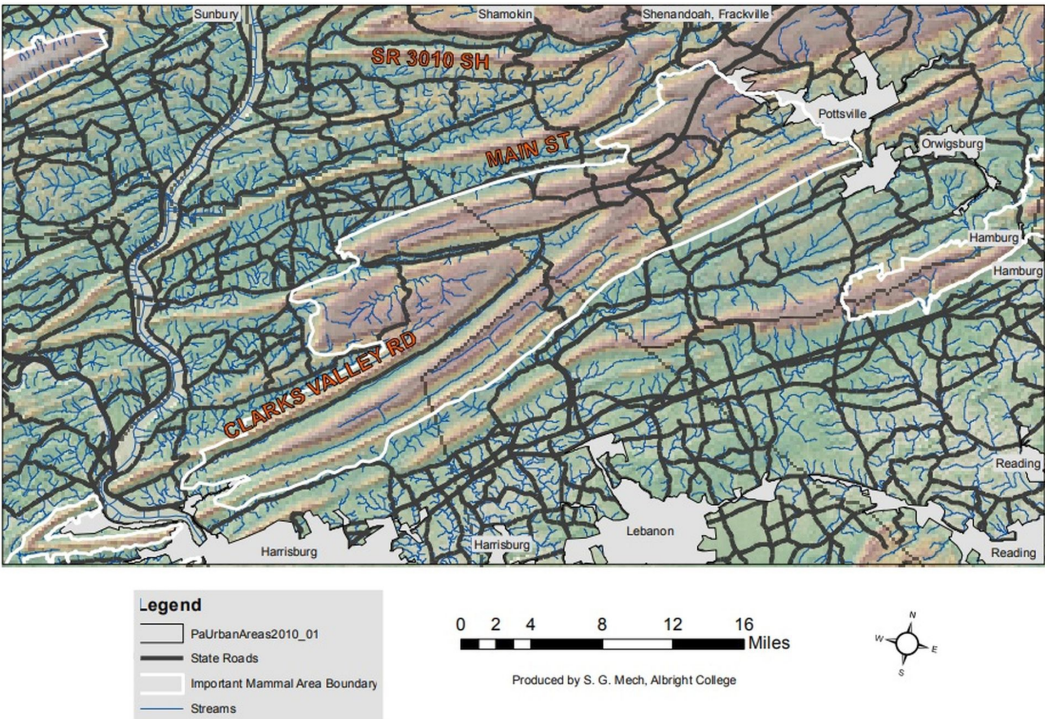 Sunbury
Shamokin
Shenandoah, Frackville
SR 3010 SH
Pottsville
MAIN ST
Orwigsburg
Hamburg
Hamburg
CLARKS VALLEY RD
Reading
Lebanon
Harrisburg
Harrisburg
Reading
Legend
PaUrbanAreas2010_01
State Roads
Important Mammal Area Boundary
Streams
0 2 4 8 12 16
Miles
Produced by S. G. Mech, Albright College
N
W
E
S